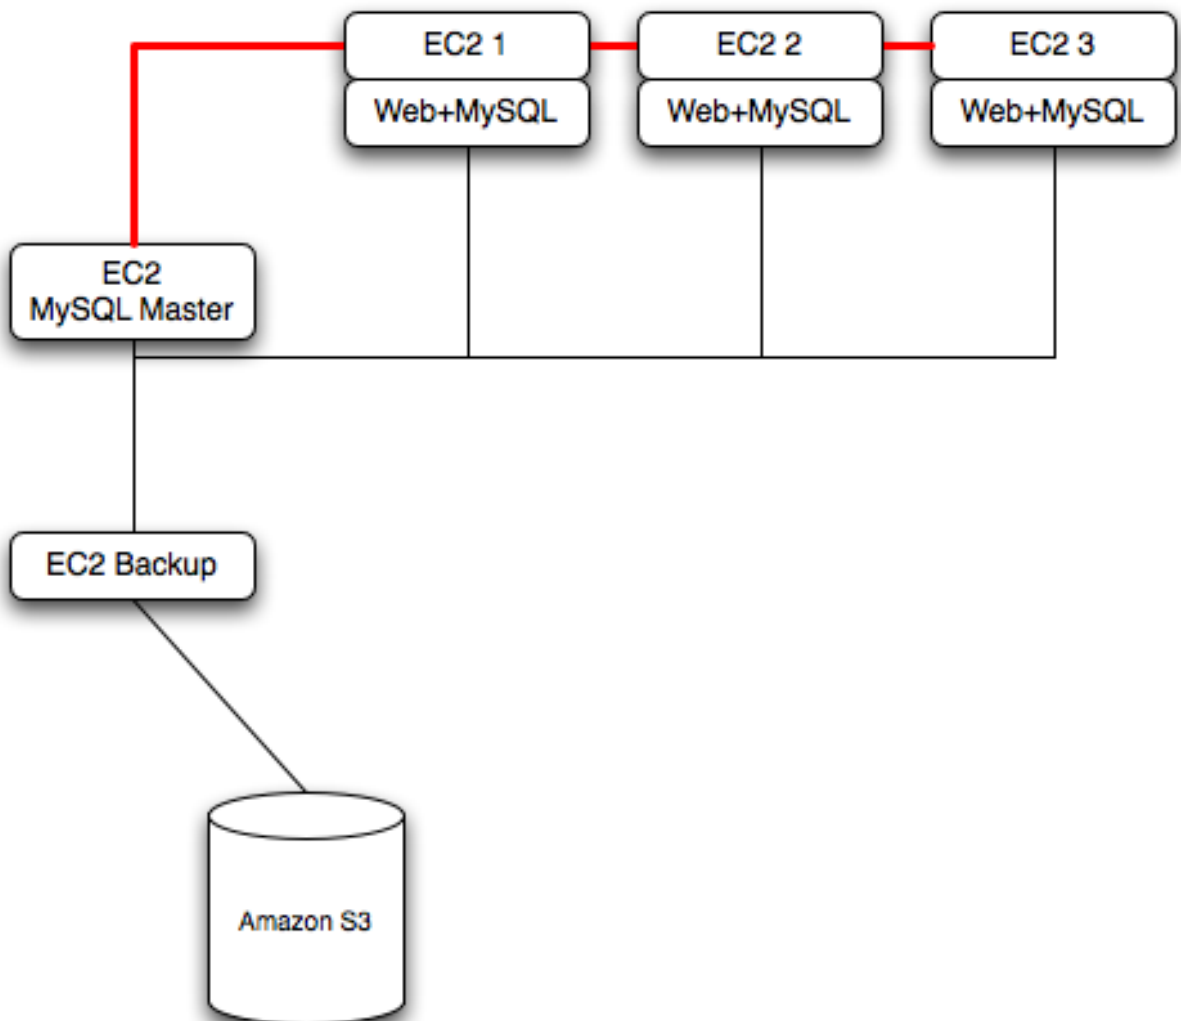 EC2 1
EC2 2
EC2 3
Web+MySQL
Web+MySQL
Web+MySQL
EC2
MySQL Master
EC2 Backup
Amazon S3